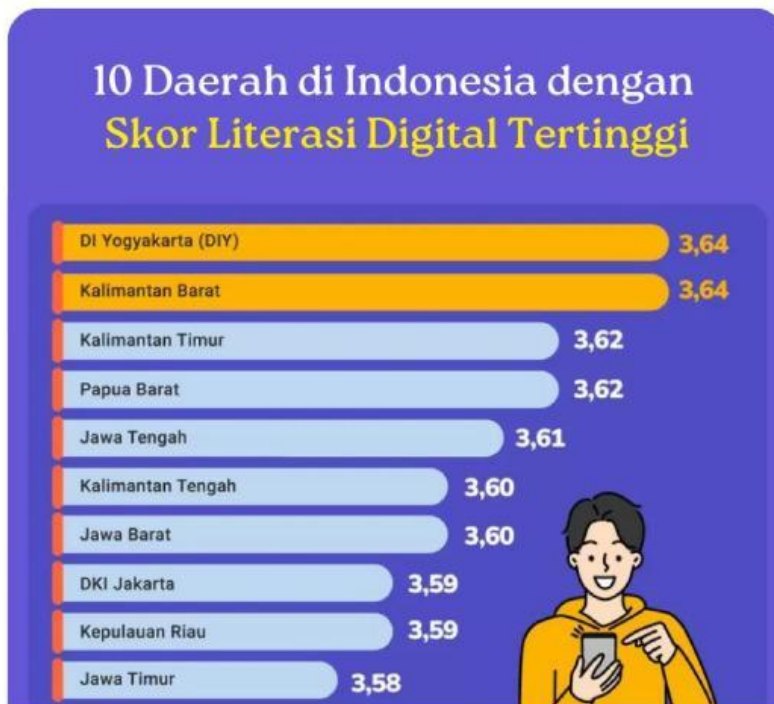 10 Daerah di Indonesia dengan
Skor Literasi Digital Tertinggi
DI Yogyakarta (DIY) 3,64
Kalimantan Barat 3,64
Kalimantan Timur 3,62
Papua Barat 3,62
Jawa Tengah 3,61
Kalimantan Tengah 3,60
Jawa Barat 3,60
DKI Jakarta 3,59
Kepulauan Riau 3,59
Jawa Timur 3,58